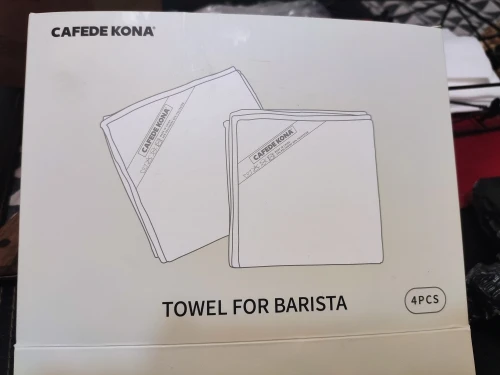 CAFEDE KONA®
CAFEDE KONA
CAFEDE KONA
TOWEL FOR BARISTA
4PCS